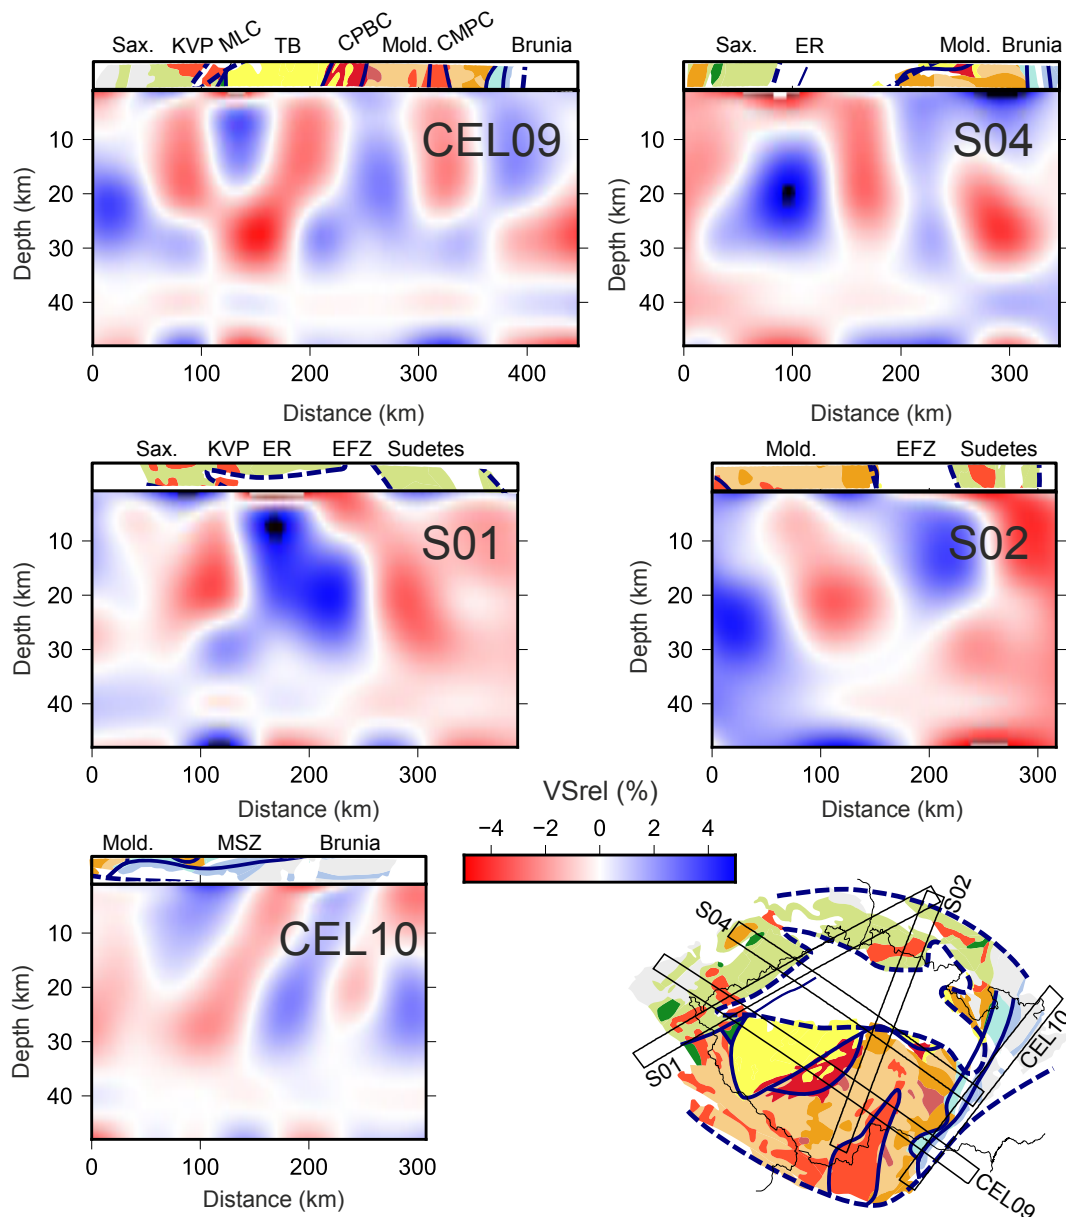 Sax. KVP MLC TB CPBC Mold. CMPC Brunia
10
20
30
40
Depth (km)
CEL09
0 100 200 300 400
Distance (km)
Sax. ER Mold. Brunia
10
20
30
40
Depth (km)
S04
0 100 200 300
Distance (km)
Sax. KVP ER EFZ Sudetes
10
20
30
40
Depth (km)
S01
0 100 200 300
Distance (km)
Mold. EFZ Sudetes
10
20
30
40
Depth (km)
S02
0 100 200 300
Distance (km)
VSrel (%)
−4 −2 0 2 4
Mold. MSZ Brunia
10
20
30
40
Depth (km)
CEL10
0 100 200 300
Distance (km)
S04
S02
S01
CEL10
CEL09